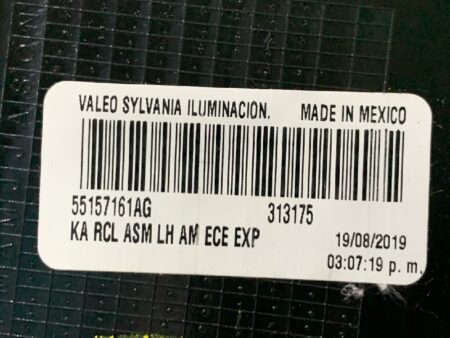 VALEO SYLVANIA ILUMINACION. MADE IN MEXICO
55157161AG 313175
KA RCL ASM LH AM ECE EXP 19/08/2019
03:07:19 p. m.